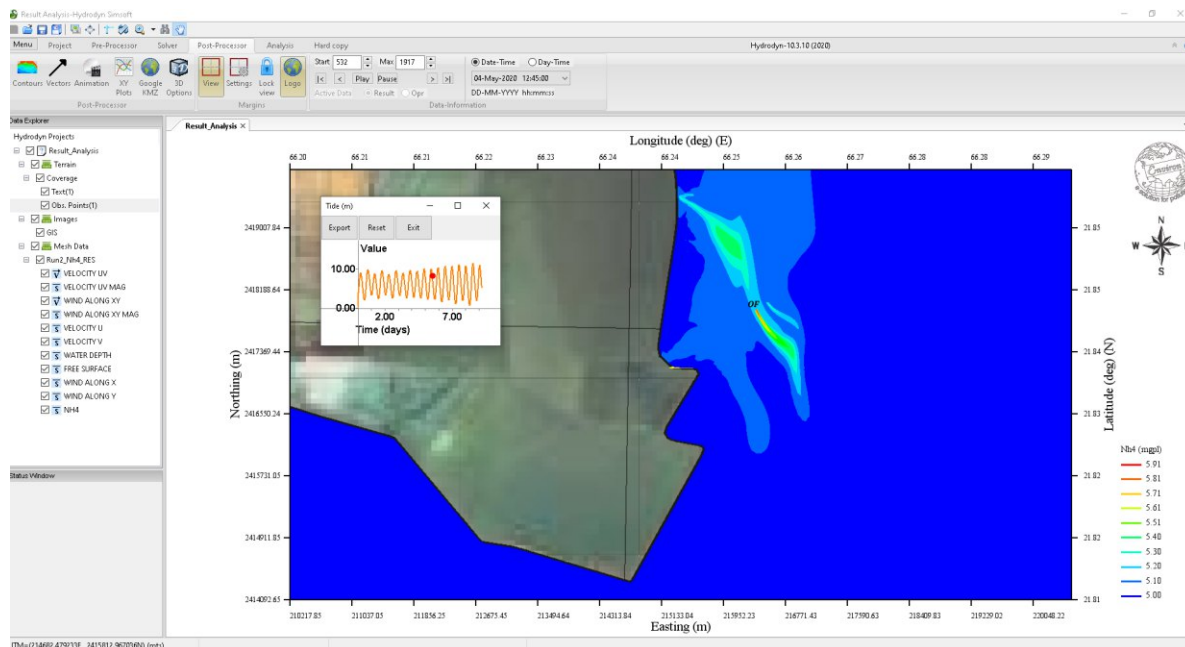 Result Analysis-Hydrodyn Simsoft
Menu Project Pre-Processor Solver Post-Processor Analysis Hard copy
Hydrodyn-10.3.10 (2020)
Contours Vectors Animation XY Plots Google KMZ 3D Options
View Settings Lock view Logo
Start 532 Max 1917
|< < Play Pause > >|
Active Data Result Opr
Date-Time Day-Time
04-May-2020 12:45:00
DD-MM-YYYY hh:mm:ss
Post-Processor Margins Data-Information
Data Explorer
Result_Analysis
Hydrodyn Projects
Result_Analysis
Terrain
Coverage
Text(1)
Obs. Points(1)
Images
GIS
Mesh Data
Run2_Nh4_RES
VELOCITY UV
VELOCITY UV MAG
WIND ALONG XY
WIND ALONG XY MAG
VELOCITY U
VELOCITY V
WATER DEPTH
FREE SURFACE
WIND ALONG X
WIND ALONG Y
NH4
Status Window
Longitude (deg) (E)
66.20 66.21 66.21 66.22 66.23 66.24 66.24 66.25 66.26 66.27 66.28 66.28 66.29
Tide (m)
Export Reset Exit
Value
10.00
0.00
2.00 7.00
Time (days)
OF
Northing (m)
2419007.84
2418188.64
2417369.44
2416550.24
2415731.05
2414911.85
2414092.65
Latitude (deg) (N)
21.85
21.85
21.84
21.83
21.82
21.82
21.81
N
W
S
Nh4 (mgpl)
5.91
5.81
5.71
5.61
5.51
5.40
5.30
5.20
5.10
5.00
210217.85 211037.05 211856.25 212675.45 213494.64 214313.84 215133.04 215952.23 216771.43 217590.63 218409.83 219229.02 220048.22
Easting (m)